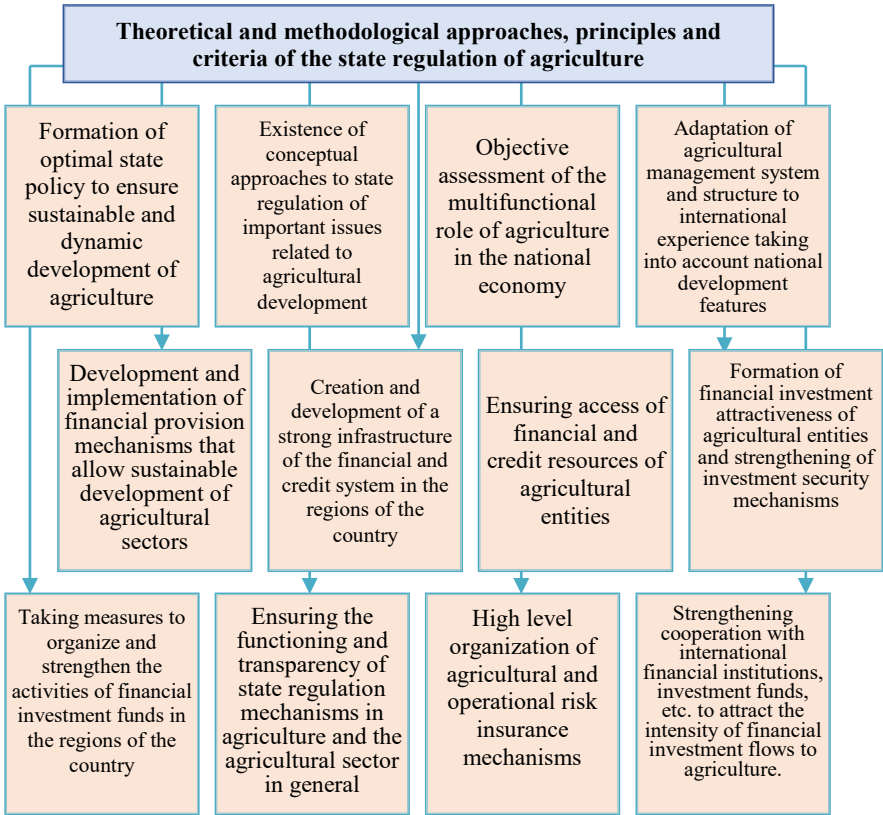 Theoretical and methodological approaches, principles and
criteria of the state regulation of agriculture
Formation of
optimal state
policy to ensure
sustainable and
dynamic
development of
agriculture
Existence of
conceptual
approaches to state
regulation of
important issues
related to
agricultural
development
Objective
assessment of the
multifunctional
role of agriculture
in the national
economy
Adaptation of
agricultural
management system
and structure to
international
experience taking
into account national
development
features
Development and
implementation of
financial provision
mechanisms that
allow sustainable
development of
agricultural
sectors
Creation and
development of a
strong infrastructure
of the financial and
credit system in the
regions of the
country
Ensuring access of
financial and
credit resources of
agricultural
entities
Formation of
financial investment
attractiveness of
agricultural entities
and strengthening of
investment security
mechanisms
Taking measures to
organize and
strengthen the
activities of financial
investment funds in
the regions of the
country
Ensuring the
functioning and
transparency of
state regulation
mechanisms in
agriculture and the
agricultural sector
in general
High level
organization of
agricultural and
operational risk
insurance
mechanisms
Strengthening
cooperation with
international
financial institutions,
investment funds,
etc. to attract the
intensity of financial
investment flows to
agriculture.